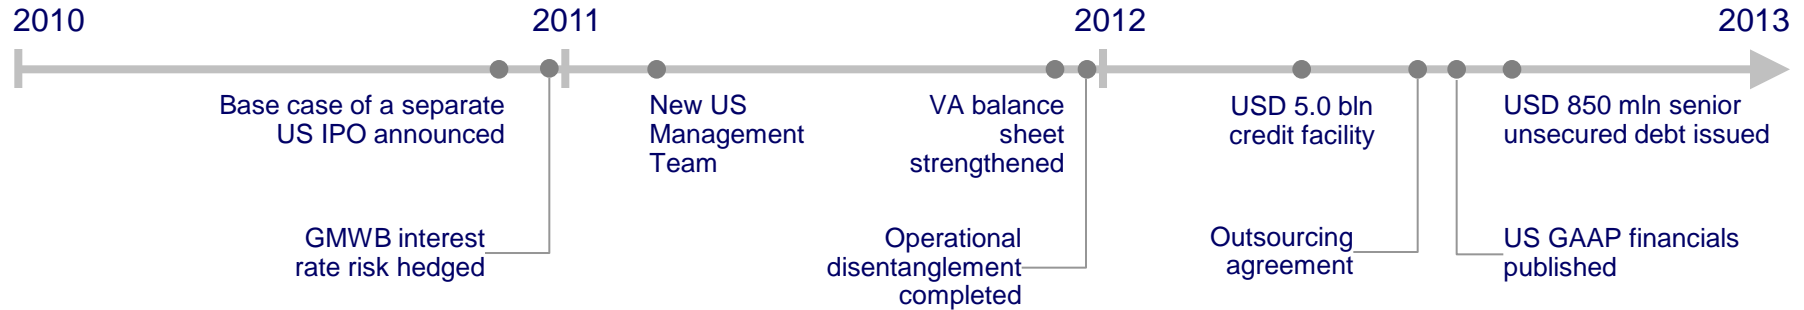 2010
2011
2012
2013
Base case of a separate
US IPO announced
New US
Management
Team
VA balance
sheet
strengthened
USD 5.0 bln
credit facility
USD 850 mln senior
unsecured debt issued
GMWB interest
rate risk hedged
Operational
disentanglement
completed
Outsourcing
agreement
US GAAP financials
published